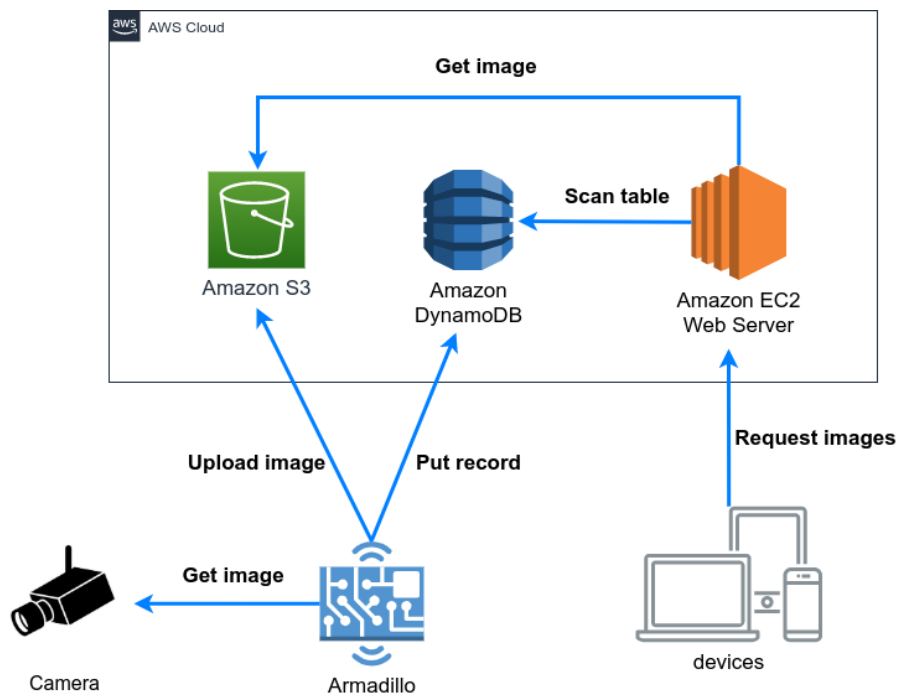 aws
AWS Cloud
Get image
Scan table
Amazon S3
Amazon
DynamoDB
Amazon EC2
Web Server
Upload image
Put record
Request images
Get image
Camera
Armadillo
devices